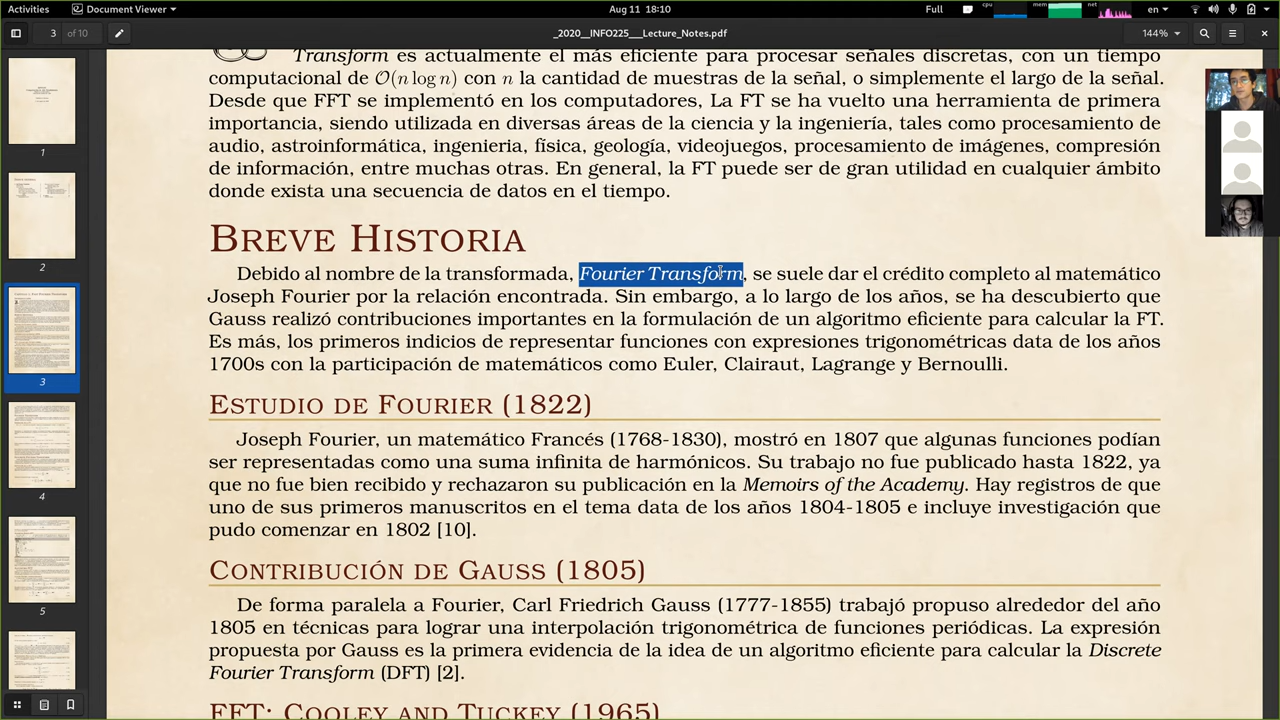 Activities Document Viewer Aug 11 18:10 Full cpu mem net en
3 of 10 _2020__INFO225___Lecture_Notes.pdf 144%
Transform es actualmente el más eficiente para procesar señales discretas, con un tiempo
computacional de O(n log n) con n la cantidad de muestras de la señal, o simplemente el largo de la señal.
Desde que FFT se implementó en los computadores, La FT se ha vuelto una herramienta de primera
importancia, siendo utilizada en diversas áreas de la ciencia y la ingeniería, tales como procesamiento de
audio, astroinformática, ingenieria, física, geología, videojuegos, procesamiento de imágenes, compresión
de información, entre muchas otras. En general, la FT puede ser de gran utilidad en cualquier ámbito
donde exista una secuencia de datos en el tiempo.
BREVE HISTORIA
Debido al nombre de la transformada, Fourier Transform, se suele dar el crédito completo al matemático
Joseph Fourier por la relación encontrada. Sin embargo, a lo largo de los años, se ha descubierto que
Gauss realizó contribuciones importantes en la formulación de un algoritmo eficiente para calcular la FT.
Es más, los primeros indicios de representar funciones con expresiones trigonométricas data de los años
1700s con la participación de matemáticos como Euler, Clairaut, Lagrange y Bernoulli.
ESTUDIO DE FOURIER (1822)
Joseph Fourier, un matemático Francés (1768-1830), mostró en 1807 que algunas funciones podían
ser representadas como una suma infinita de harmónicos. Su trabajo no fue publicado hasta 1822, ya
que no fue bien recibido y rechazaron su publicación en la Memoirs of the Academy. Hay registros de que
uno de sus primeros manuscritos en el tema data de los años 1804-1805 e incluye investigación que
pudo comenzar en 1802 [10].
CONTRIBUCIÓN DE GAUSS (1805)
De forma paralela a Fourier, Carl Friedrich Gauss (1777-1855) trabajó propuso alrededor del año
1805 en técnicas para lograr una interpolación trigonométrica de funciones periódicas. La expresión
propuesta por Gauss es la primera evidencia de la idea de un algoritmo eficiente para calcular la Discrete
Fourier Transform (DFT) [2].
FFT: COOLEY AND TUCKEY (1965)
1
2
3
4
5